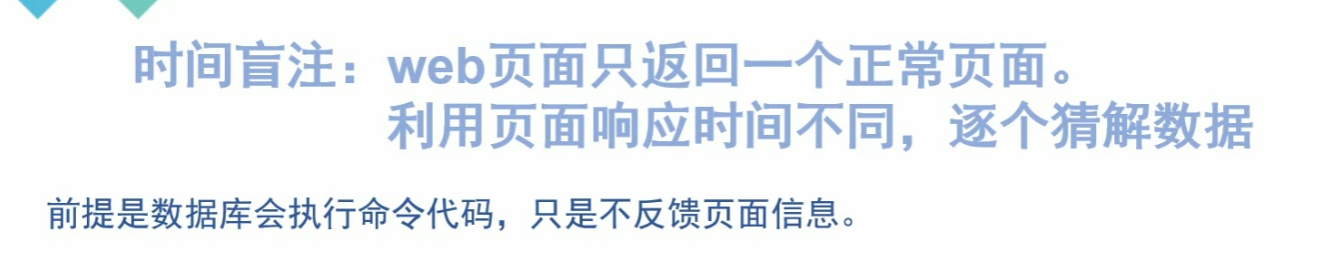 时间盲注：web页面只返回一个正常页面。
利用页面响应时间不同，逐个猜解数据
前提是数据库会执行命令代码，只是不反馈页面信息。